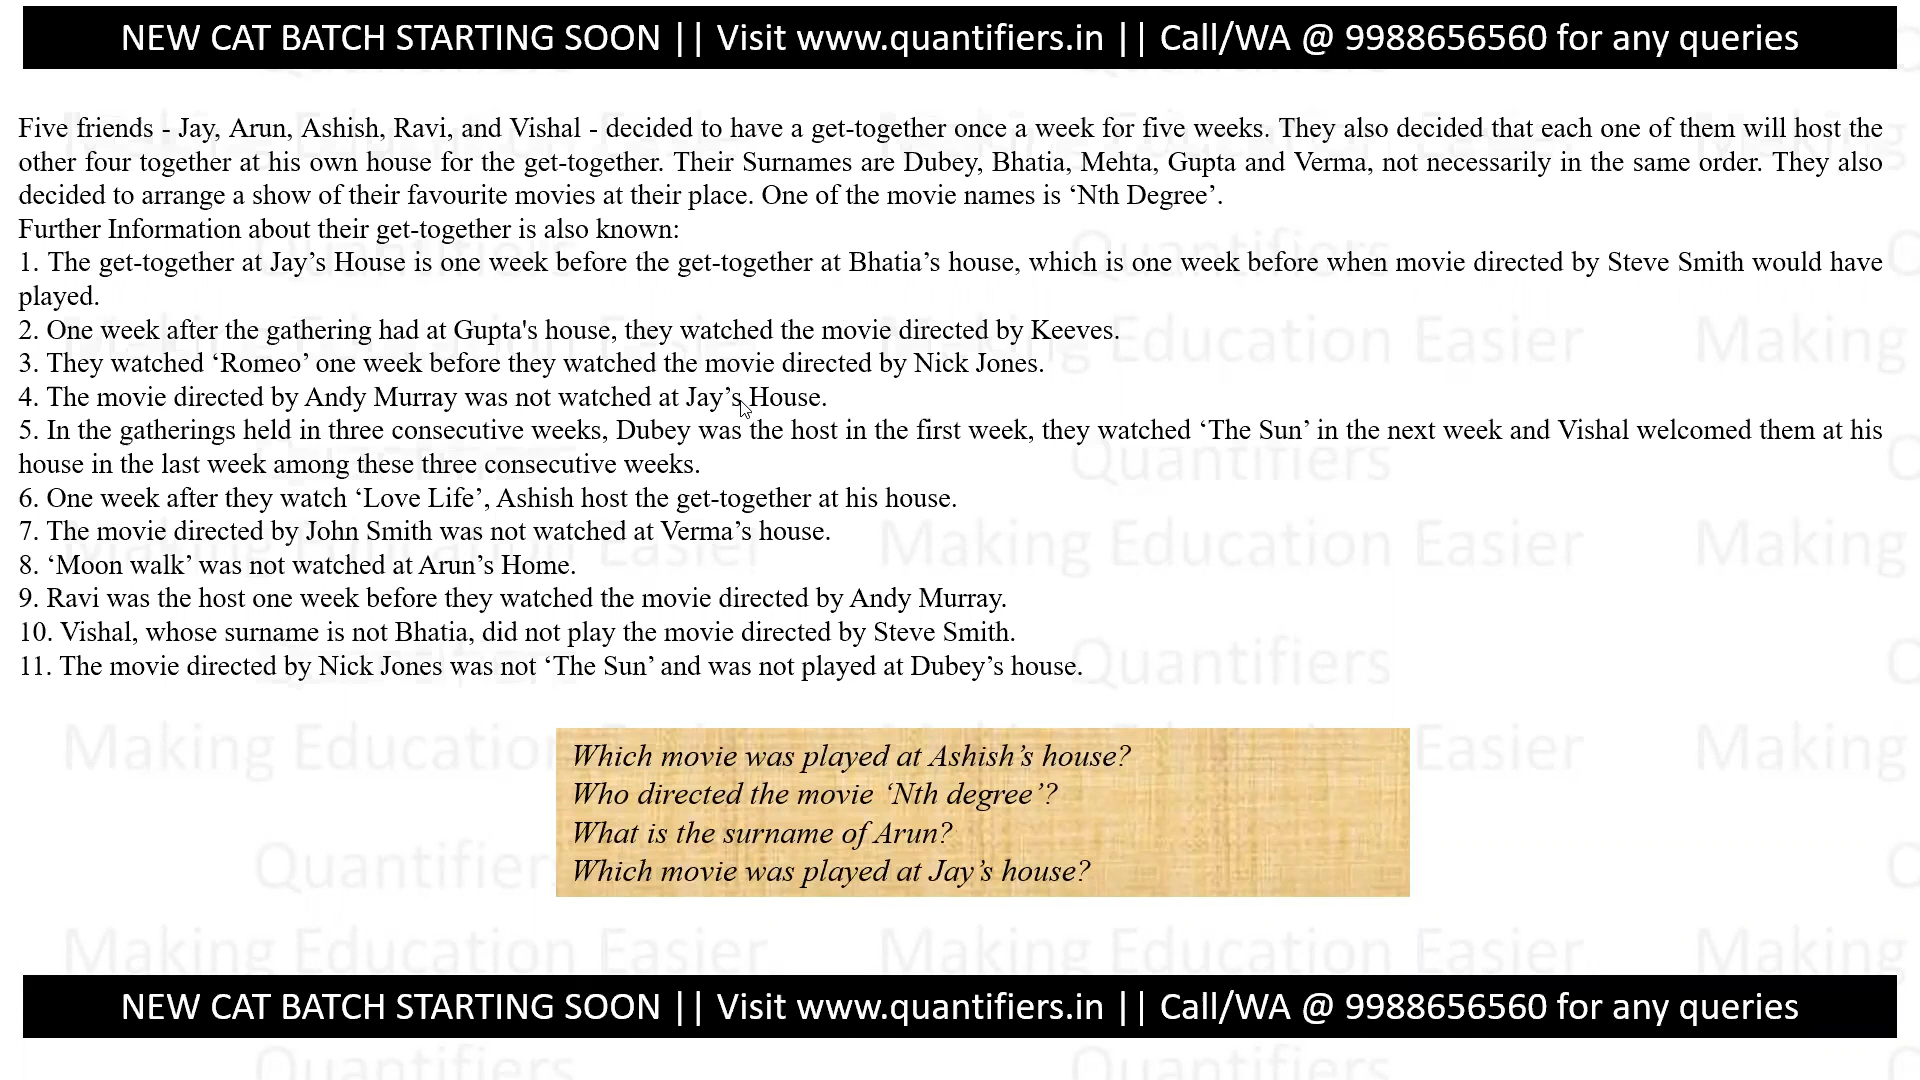 NEW CAT BATCH STARTING SOON || Visit www.quantifiers.in || Call/WA @ 9988656560 for any queries
Five friends - Jay, Arun, Ashish, Ravi, and Vishal - decided to have a get-together once a week for five weeks. They also decided that each one of them will host the
other four together at his own house for the get-together. Their Surnames are Dubey, Bhatia, Mehta, Gupta and Verma, not necessarily in the same order. They also
decided to arrange a show of their favourite movies at their place. One of the movie names is ‘Nth Degree’.
Further Information about their get-together is also known:
1. The get-together at Jay’s House is one week before the get-together at Bhatia’s house, which is one week before when movie directed by Steve Smith would have
played.
2. One week after the gathering had at Gupta's house, they watched the movie directed by Keeves.
3. They watched ‘Romeo’ one week before they watched the movie directed by Nick Jones.
4. The movie directed by Andy Murray was not watched at Jay’s House.
5. In the gatherings held in three consecutive weeks, Dubey was the host in the first week, they watched ‘The Sun’ in the next week and Vishal welcomed them at his
house in the last week among these three consecutive weeks.
6. One week after they watch ‘Love Life’, Ashish host the get-together at his house.
7. The movie directed by John Smith was not watched at Verma’s house.
8. ‘Moon walk’ was not watched at Arun’s Home.
9. Ravi was the host one week before they watched the movie directed by Andy Murray.
10. Vishal, whose surname is not Bhatia, did not play the movie directed by Steve Smith.
11. The movie directed by Nick Jones was not ‘The Sun’ and was not played at Dubey’s house.
Which movie was played at Ashish’s house?
Who directed the movie ‘Nth degree’?
What is the surname of Arun?
Which movie was played at Jay’s house?
Quantifiers
Making Education Easier
NEW CAT BATCH STARTING SOON || Visit www.quantifiers.in || Call/WA @ 9988656560 for any queries